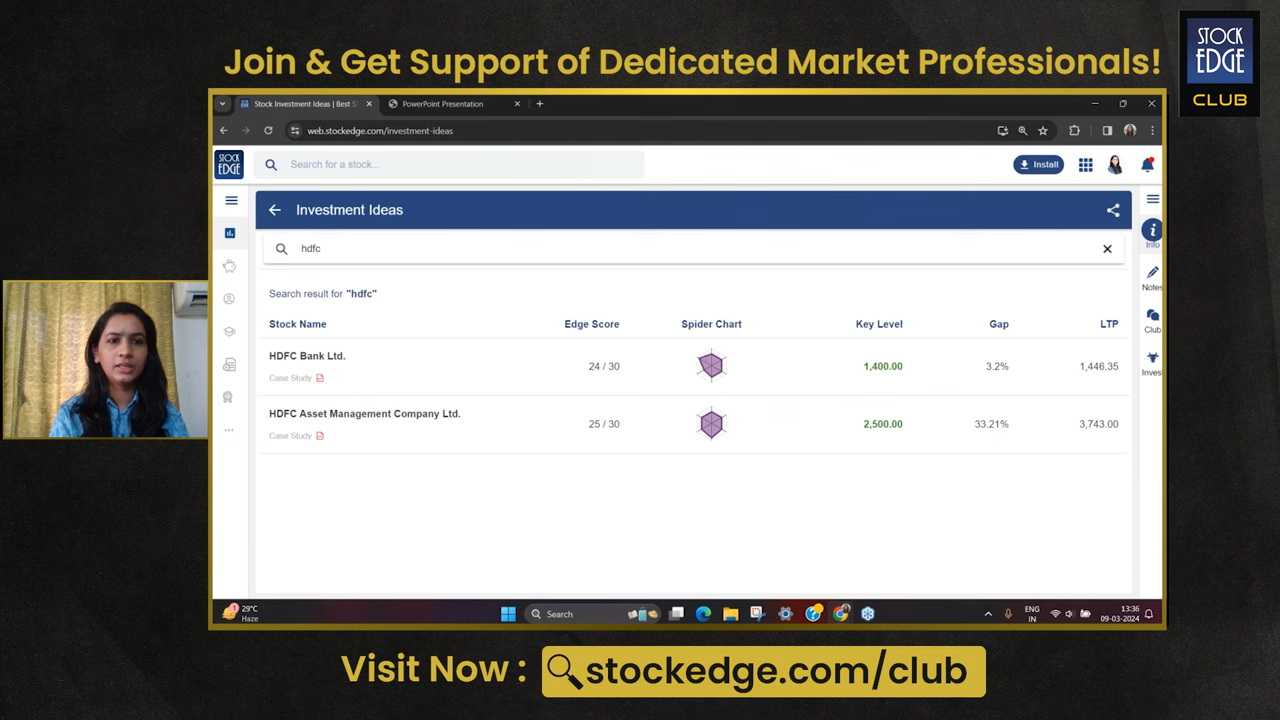 Join & Get Support of Dedicated Market Professionals!
STOCK
EDGE
CLUB
Stock Investment Ideas | Best S
PowerPoint Presentation
web.stockedge.com/investment-ideas
STOCK
EDGE
Search for a stock...
Install
Investment Ideas
hdfc
Info
Notes
Club
Inves
Search result for "hdfc"
Stock Name Edge Score Spider Chart Key Level Gap LTP
HDFC Bank Ltd.
Case Study
24 / 30 1,400.00 3.2% 1,446.35
HDFC Asset Management Company Ltd.
Case Study
25 / 30 2,500.00 33.21% 3,743.00
29°C
Haze
Search
ENG
IN
13:36
09-03-2024
Visit Now : stockedge.com/club